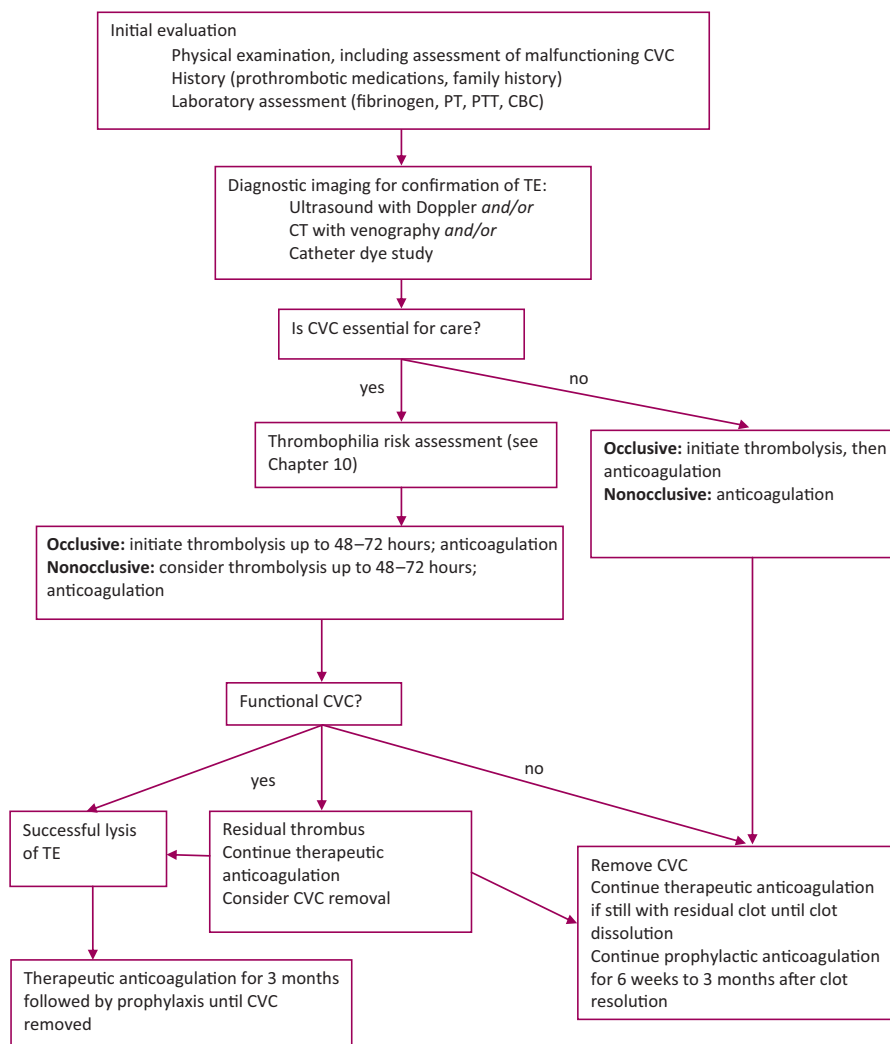 Initial evaluation
Physical examination, including assessment of malfunctioning CVC
History (prothrombotic medications, family history)
Laboratory assessment (fibrinogen, PT, PTT, CBC)
Diagnostic imaging for confirmation of TE:
Ultrasound with Doppler and/or
CT with venography and/or
Catheter dye study
Is CVC essential for care?
yes
no
Thrombophilia risk assessment (see
Chapter 10)
Occlusive: initiate thrombolysis, then
anticoagulation
Nonocclusive: anticoagulation
Occlusive: initiate thrombolysis up to 48–72 hours; anticoagulation
Nonocclusive: consider thrombolysis up to 48–72 hours;
anticoagulation
Functional CVC?
yes
no
Successful lysis
of TE
Residual thrombus
Continue therapeutic
anticoagulation
Consider CVC removal
Remove CVC
Continue therapeutic anticoagulation
if still with residual clot until clot
dissolution
Continue prophylactic anticoagulation
for 6 weeks to 3 months after clot
resolution
Therapeutic anticoagulation for 3 months
followed by prophylaxis until CVC
removed